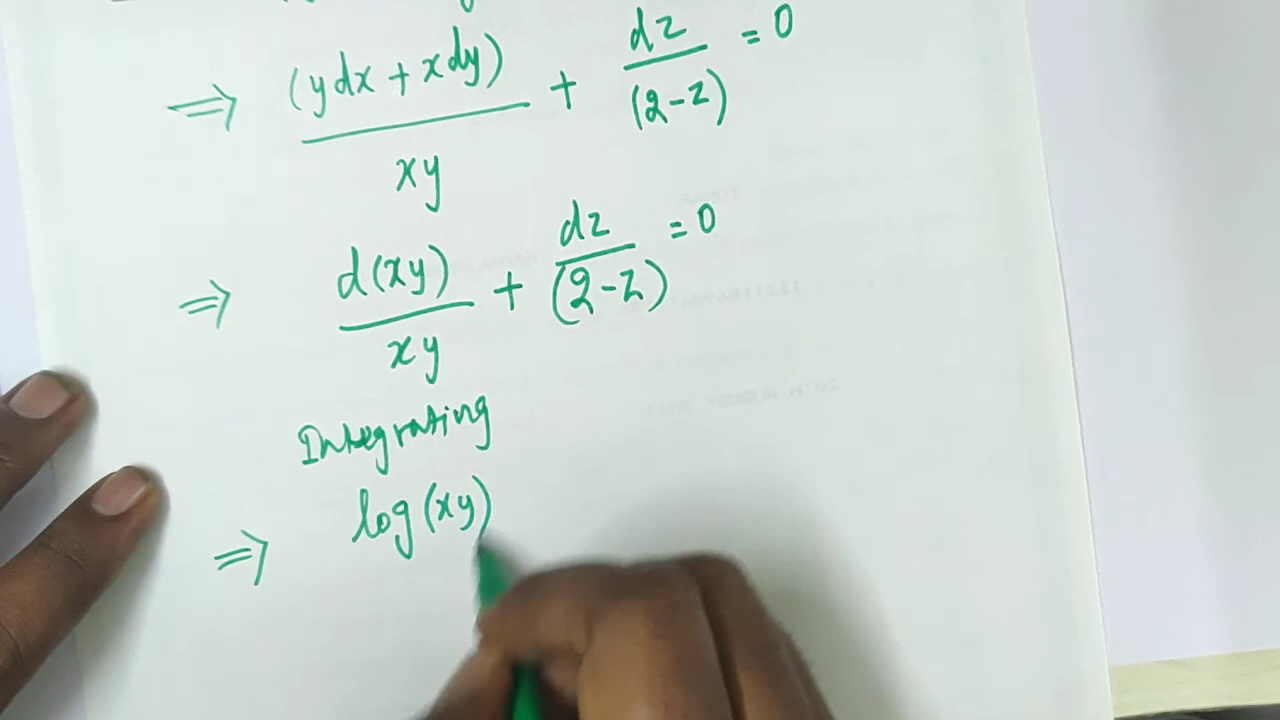 ⇒ (ydx + xdy)/xy + dz/(2-z) = 0
⇒ d(xy)/xy + dz/(2-z) = 0
Integrating
⇒ log(xy)